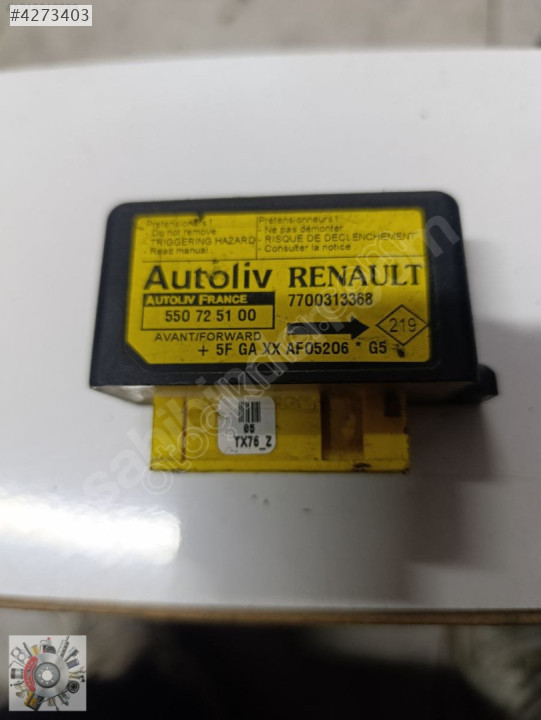 #4273403
Pretensioners !
- Do not remove
- TRIGGERING HAZARD
- Read manual
Prétensionneurs !
- Ne pas démonter
- RISQUE DE DECLENCHEMENT
- Consulter la notice
Autoliv RENAULT
AUTOLIV FRANCE 7700313368
550 72 51 00
AVANT/FORWARD 219
+ 5F GA XX AF05206 * G5
05
TX76_Z